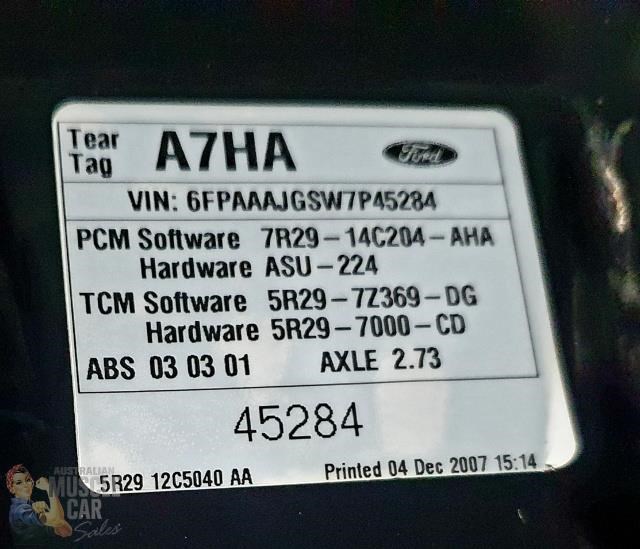 Tear Tag A7HA Ford
VIN: 6FPAAAJGSW7P45284
PCM Software 7R29-14C204-AHA
Hardware ASU-224
TCM Software 5R29-7Z369-DG
Hardware 5R29-7000-CD
ABS 03 03 01 AXLE 2.73
45284
5R29 12C5040 AA Printed 04 Dec 2007 15:14
AUSTRALIAN
MUSCLE
CAR
Sales